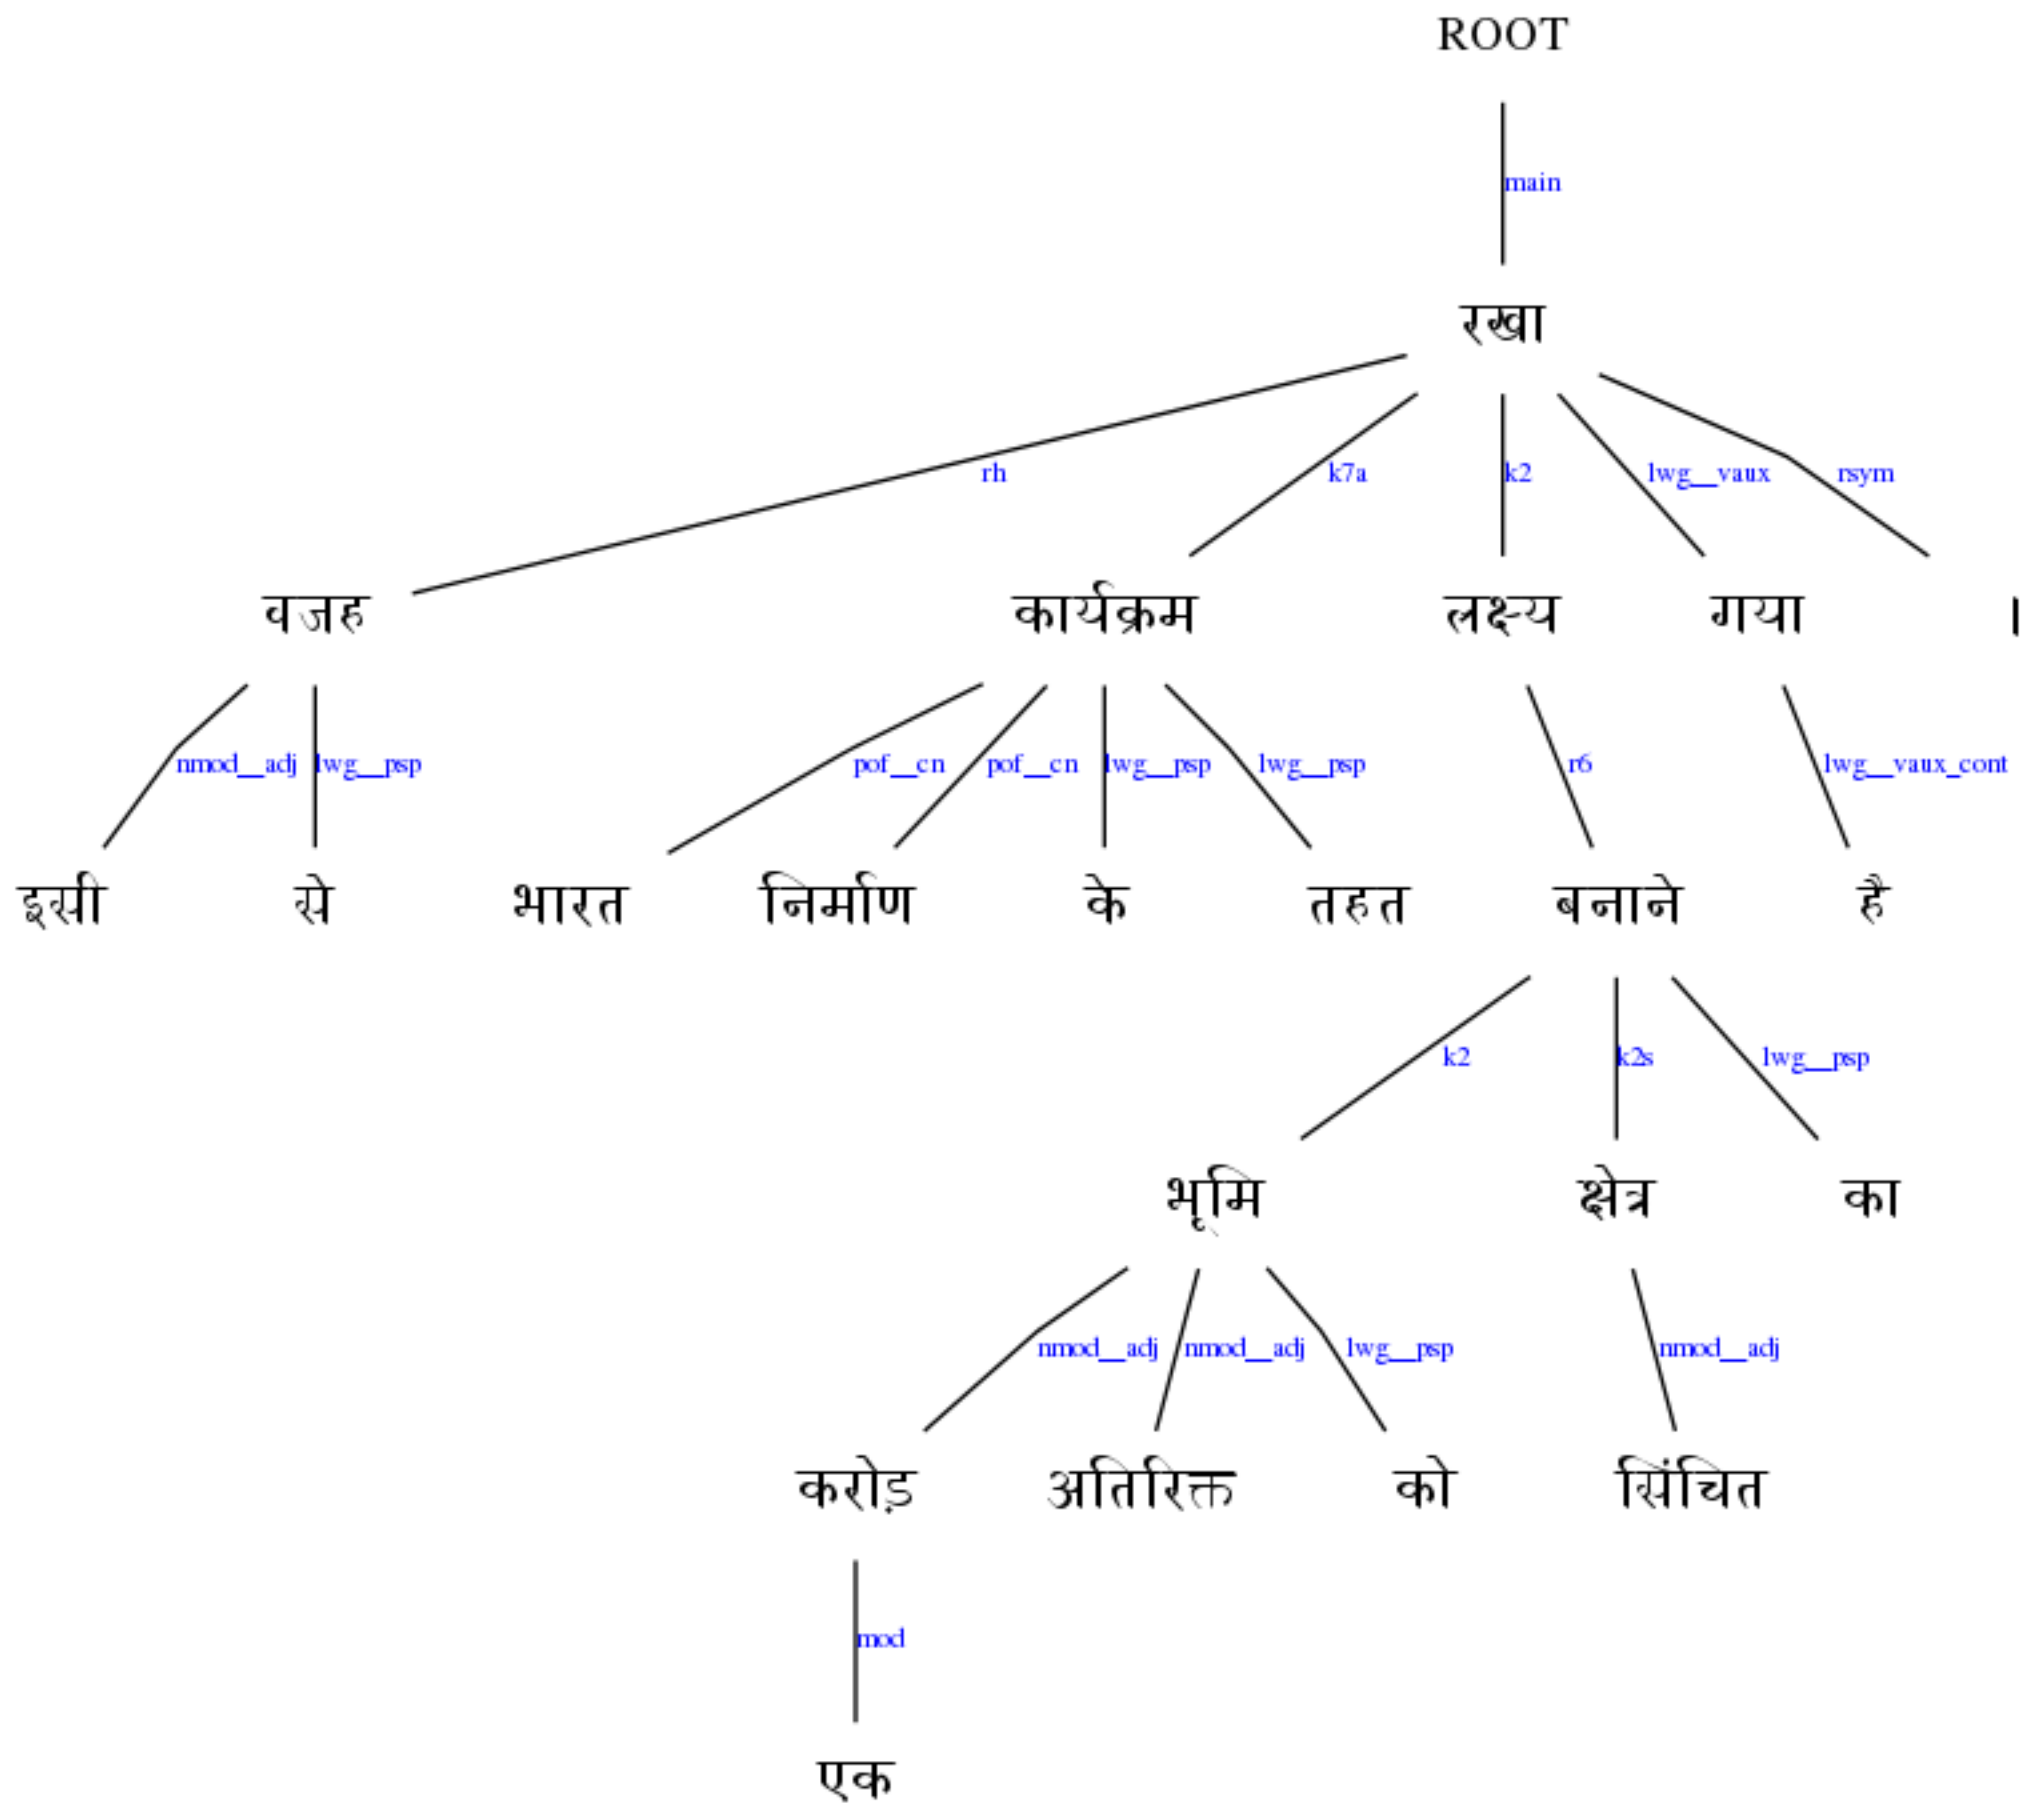 ROOT
main
रखा
rh k7a k2 lwg__vaux rsym
वजह कार्यक्रम लक्ष्य गया ।
nmod__adj lwg__psp pof__cn pof__cn lwg__psp lwg__psp r6 lwg__vaux_cont
इसी से भारत निर्माण के तहत बनाने है
k2 k2s lwg__psp
भूमि क्षेत्र का
nmod__adj nmod__adj lwg__psp nmod__adj
करोड़ अतिरिक्त को सिंचित
mod
एक